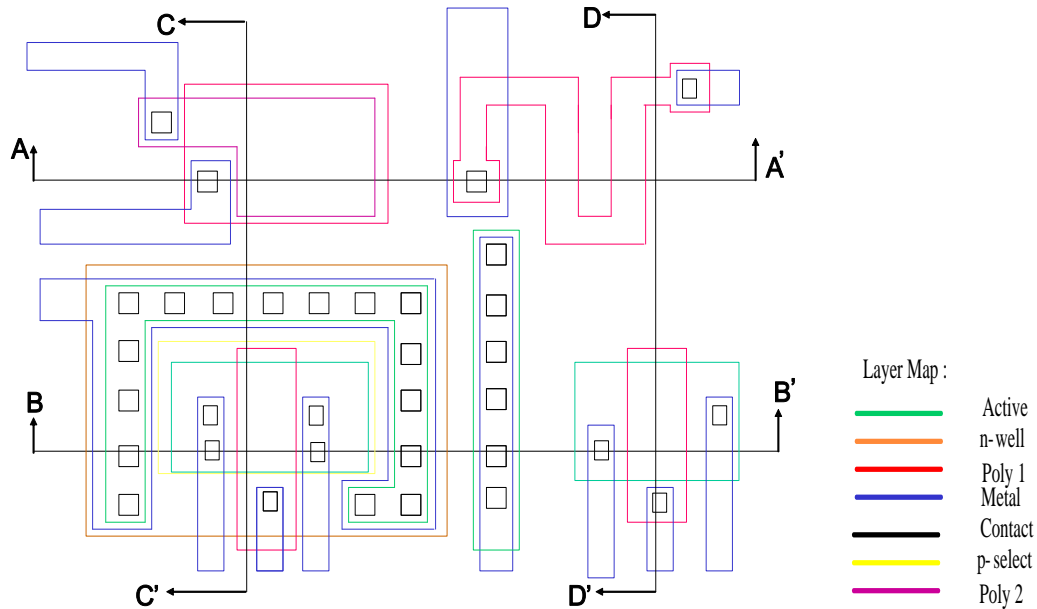 C
D
A
A'
B
B'
C'
D'
Layer Map :
Active
n-well
Poly 1
Metal
Contact
p-select
Poly 2